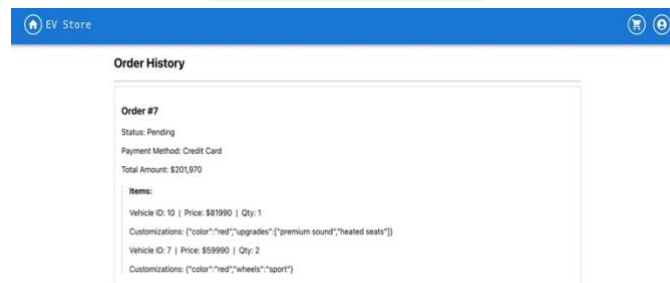 EV Store
Order History
Order #7
Status: Pending
Payment Method: Credit Card
Total Amount: $201,970
Items:
Vehicle ID: 10 | Price: $81990 | Qty: 1
Customizations: {"color":"red","upgrades":["premium sound","heated seats"]}
Vehicle ID: 7 | Price: $59990 | Qty: 2
Customizations: {"color":"red","wheels":"sport"}